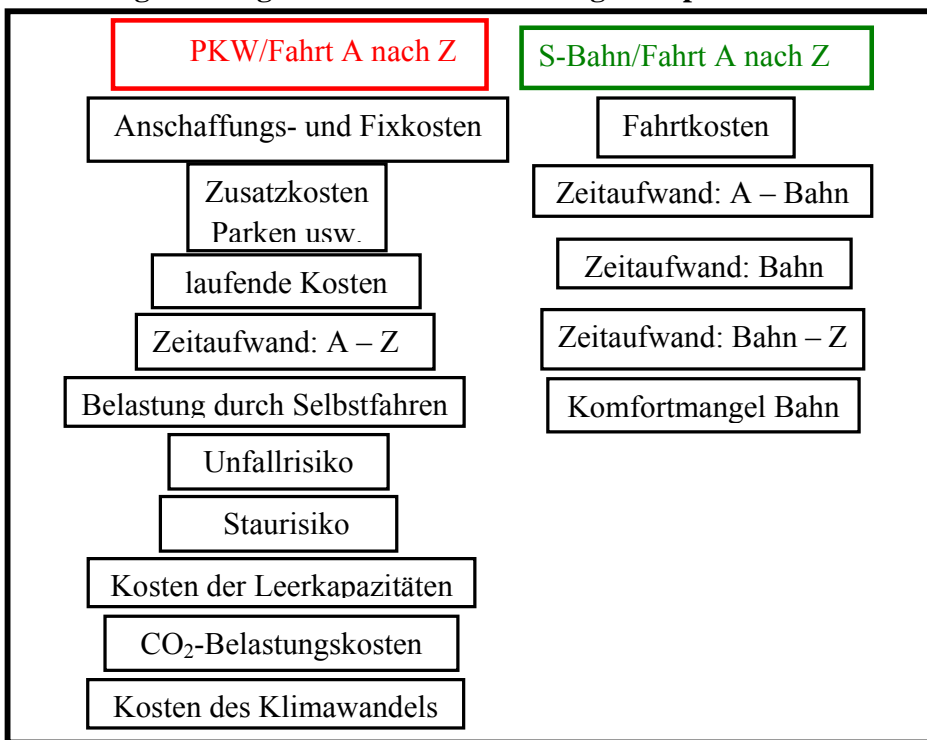 PKW/Fahrt A nach Z
Anschaffungs- und Fixkosten
Zusatzkosten
Parken usw.
laufende Kosten
Zeitaufwand: A – Z
Belastung durch Selbstfahren
Unfallrisiko
Staurisiko
Kosten der Leerkapazitäten
CO₂-Belastungskosten
Kosten des Klimawandels
S-Bahn/Fahrt A nach Z
Fahrtkosten
Zeitaufwand: A – Bahn
Zeitaufwand: Bahn
Zeitaufwand: Bahn – Z
Komfortmangel Bahn